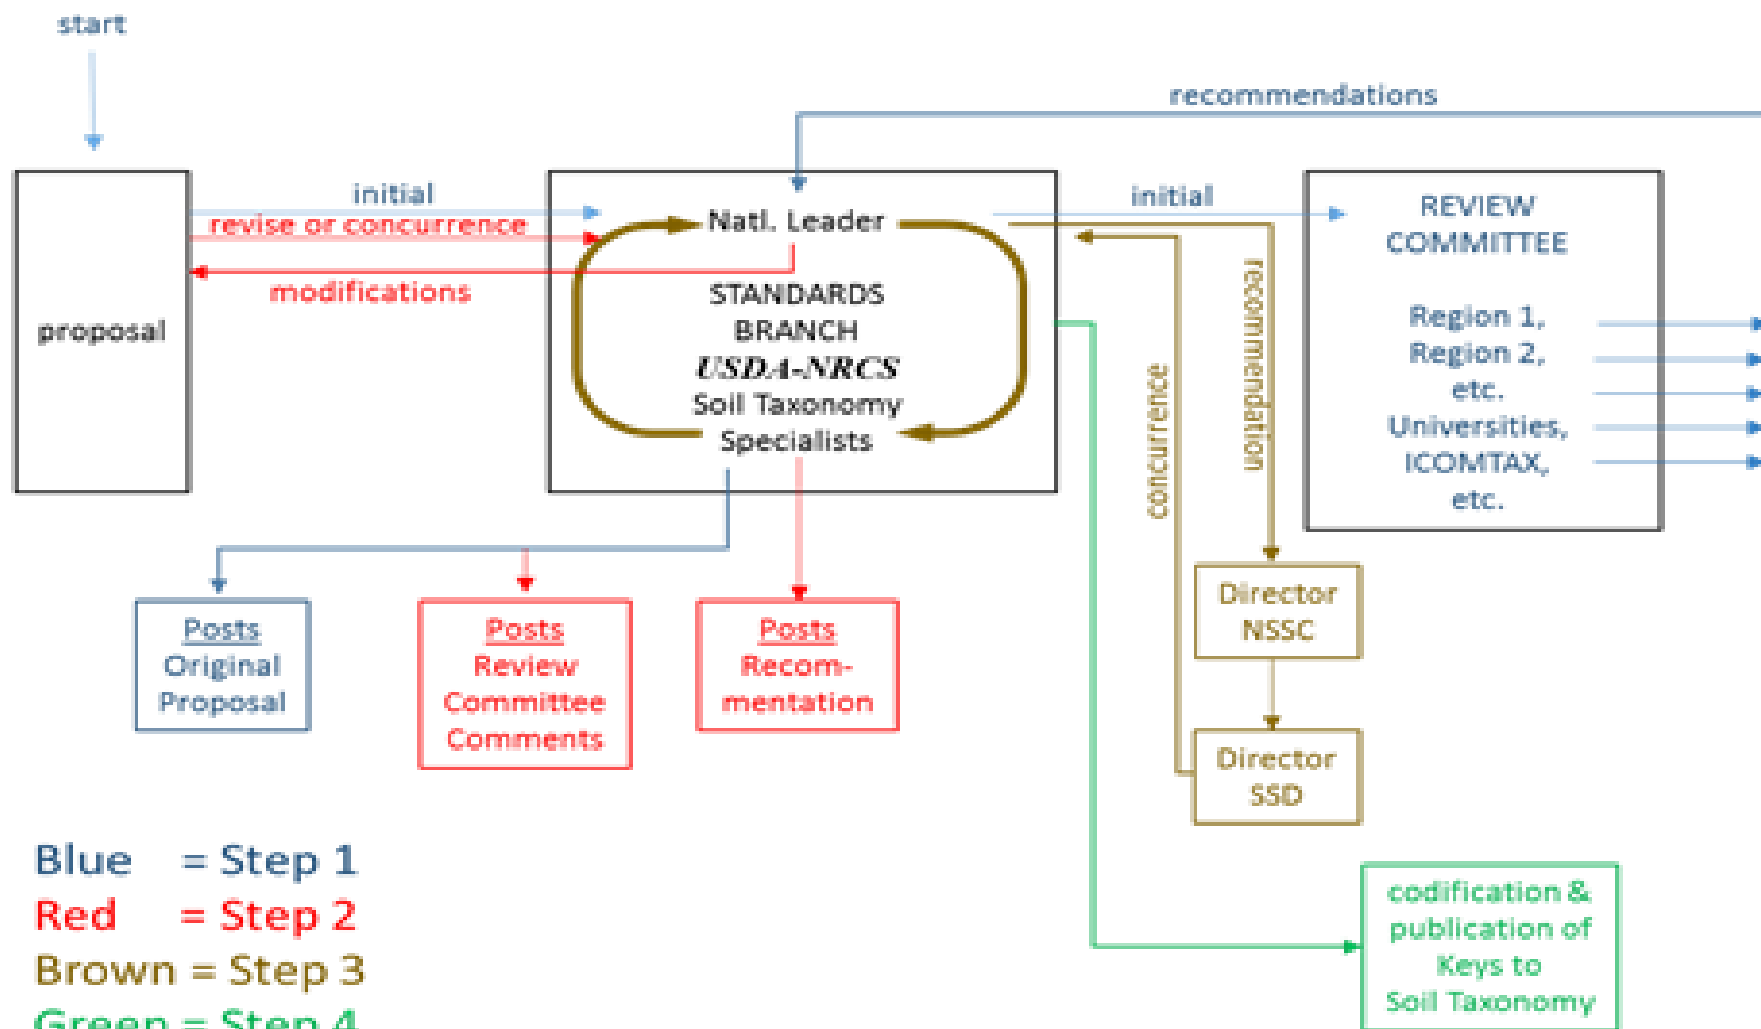 start
recommendations
initial
revise or concurrence
modifications
proposal
Natl. Leader
STANDARDS
BRANCH
USDA-NRCS
Soil Taxonomy
Specialists
initial
recommendation
concurrence
REVIEW
COMMITTEE
Region 1,
Region 2,
etc.
Universities,
ICOMTAX,
etc.
Posts
Original
Proposal
Posts
Review
Committee
Comments
Posts
Recom-
mentation
Director
NSSC
Director
SSD
codification &
publication of
Keys to
Soil Taxonomy
Blue = Step 1
Red = Step 2
Brown = Step 3
Green = Step 4